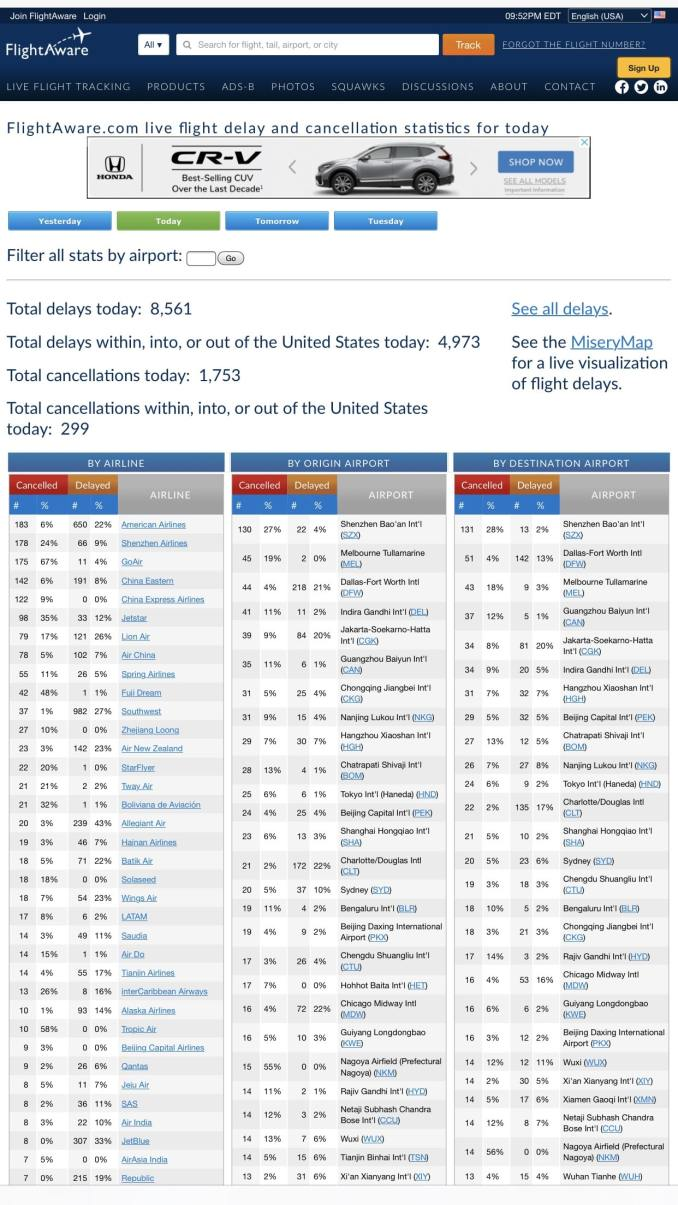 Join FlightAware Login
09:52PM EDT English (USA)
FlightAware
All ▾ Search for flight, tail, airport, or city Track FORGOT THE FLIGHT NUMBER?
Sign Up
LIVE FLIGHT TRACKING PRODUCTS ADS-B PHOTOS SQUAWKS DISCUSSIONS ABOUT CONTACT
FlightAware.com live flight delay and cancellation statistics for today
HONDA
CR-V
Best-Selling CUV
Over the Last Decade¹
SHOP NOW
SEE ALL MODELS
Important Information
Yesterday Today Tomorrow Tuesday
Filter all stats by airport: Go
Total delays today: 8,561
Total delays within, into, or out of the United States today: 4,973
Total cancellations today: 1,753
Total cancellations within, into, or out of the United States
today: 299
See all delays.
See the MiseryMap
for a live visualization
of flight delays.
BY AIRLINE
Cancelled Delayed
AIRLINE
# % # %
183 6% 650 22% American Airlines
178 24% 66 9% Shenzhen Airlines
175 67% 11 4% GoAir
142 6% 191 8% China Eastern
122 9% 0 0% China Express Airlines
98 35% 33 12% Jetstar
79 17% 121 26% Lion Air
78 5% 102 7% Air China
55 11% 26 5% Spring Airlines
42 48% 1 1% Fuji Dream
37 1% 982 27% Southwest
27 10% 0 0% Zhejiang Loong
23 3% 142 23% Air New Zealand
22 20% 1 0% StarFlyer
21 21% 2 2% Tway Air
21 32% 1 1% Boliviana de Aviación
20 3% 239 43% Allegiant Air
19 3% 46 7% Hainan Airlines
18 5% 71 22% Batik Air
18 18% 0 0% Solaseed
18 7% 54 23% Wings Air
17 8% 6 2% LATAM
14 3% 49 11% Saudia
14 15% 1 1% Air Do
14 4% 55 17% Tianjin Airlines
13 26% 8 16% interCaribbean Airways
10 1% 93 14% Alaska Airlines
10 58% 0 0% Tropic Air
9 3% 0 0% Beijing Capital Airlines
9 2% 26 6% Qantas
8 5% 11 7% Jeju Air
8 2% 36 11% SAS
8 3% 22 10% Air India
8 0% 307 33% JetBlue
7 5% 0 0% AirAsia India
7 0% 215 19% Republic
BY ORIGIN AIRPORT
Cancelled Delayed
AIRPORT
# % # %
130 27% 22 4% Shenzhen Bao'an Int'l
(SZX)
45 19% 2 0% Melbourne Tullamarine
(MEL)
44 4% 218 21% Dallas-Fort Worth Intl
(DFW)
41 11% 11 2% Indira Gandhi Int'l (DEL)
39 9% 84 20% Jakarta-Soekarno-Hatta
Int'l (CGK)
35 11% 6 1% Guangzhou Baiyun Int'l
(CAN)
31 5% 25 4% Chongqing Jiangbei Int'l
(CKG)
31 9% 15 4% Nanjing Lukou Int'l (NKG)
29 7% 30 7% Hangzhou Xiaoshan Int'l
(HGH)
28 13% 4 1% Chatrapati Shivaji Int'l
(BOM)
25 6% 6 1% Tokyo Int'l (Haneda) (HND)
24 4% 25 4% Beijing Capital Int'l (PEK)
23 6% 13 3% Shanghai Hongqiao Int'l
(SHA)
21 2% 172 22% Charlotte/Douglas Intl
(CLT)
20 5% 37 10% Sydney (SYD)
19 11% 4 2% Bengaluru Int'l (BLR)
19 4% 9 2% Beijing Daxing International
Airport (PKX)
17 3% 26 4% Chengdu Shuangliu Int'l
(CTU)
17 7% 0 0% Hohhot Baita Int'l (HET)
16 4% 72 22% Chicago Midway Intl
(MDW)
16 5% 10 3% Guiyang Longdongbao
(KWE)
15 55% 0 0% Nagoya Airfield (Prefectural
Nagoya) (NKM)
14 11% 2 1% Rajiv Gandhi Int'l (HYD)
14 12% 3 2% Netaji Subhash Chandra
Bose Int'l (CCU)
14 13% 7 6% Wuxi (WUX)
14 5% 15 6% Tianjin Binhai Int'l (TSN)
13 2% 31 6% Xi'an Xianyang Int'l (XIY)
BY DESTINATION AIRPORT
Cancelled Delayed
AIRPORT
# % # %
131 28% 13 2% Shenzhen Bao'an Int'l
(SZX)
51 4% 142 13% Dallas-Fort Worth Intl
(DFW)
43 18% 9 3% Melbourne Tullamarine
(MEL)
37 12% 5 1% Guangzhou Baiyun Int'l
(CAN)
34 8% 81 20% Jakarta-Soekarno-Hatta
Int'l (CGK)
34 9% 20 5% Indira Gandhi Int'l (DEL)
31 7% 32 7% Hangzhou Xiaoshan Int'l
(HGH)
29 5% 32 5% Beijing Capital Int'l (PEK)
27 13% 12 5% Chatrapati Shivaji Int'l
(BOM)
26 7% 27 8% Nanjing Lukou Int'l (NKG)
24 6% 9 2% Tokyo Int'l (Haneda) (HND)
22 2% 135 17% Charlotte/Douglas Intl
(CLT)
21 5% 10 2% Shanghai Hongqiao Int'l
(SHA)
20 5% 23 6% Sydney (SYD)
19 3% 18 3% Chengdu Shuangliu Int'l
(CTU)
18 10% 5 2% Bengaluru Int'l (BLR)
18 3% 21 3% Chongqing Jiangbei Int'l
(CKG)
17 14% 3 2% Rajiv Gandhi Int'l (HYD)
16 4% 53 16% Chicago Midway Intl
(MDW)
16 6% 6 2% Guiyang Longdongbao
(KWE)
16 3% 12 2% Beijing Daxing International
Airport (PKX)
14 12% 12 11% Wuxi (WUX)
14 2% 30 5% Xi'an Xianyang Int'l (XIY)
14 5% 17 6% Xiamen Gaoqi Int'l (XMN)
14 12% 8 7% Netaji Subhash Chandra
Bose Int'l (CCU)
14 56% 0 0% Nagoya Airfield (Prefectural
Nagoya) (NKM)
13 4% 15 4% Wuhan Tianhe (WUH)